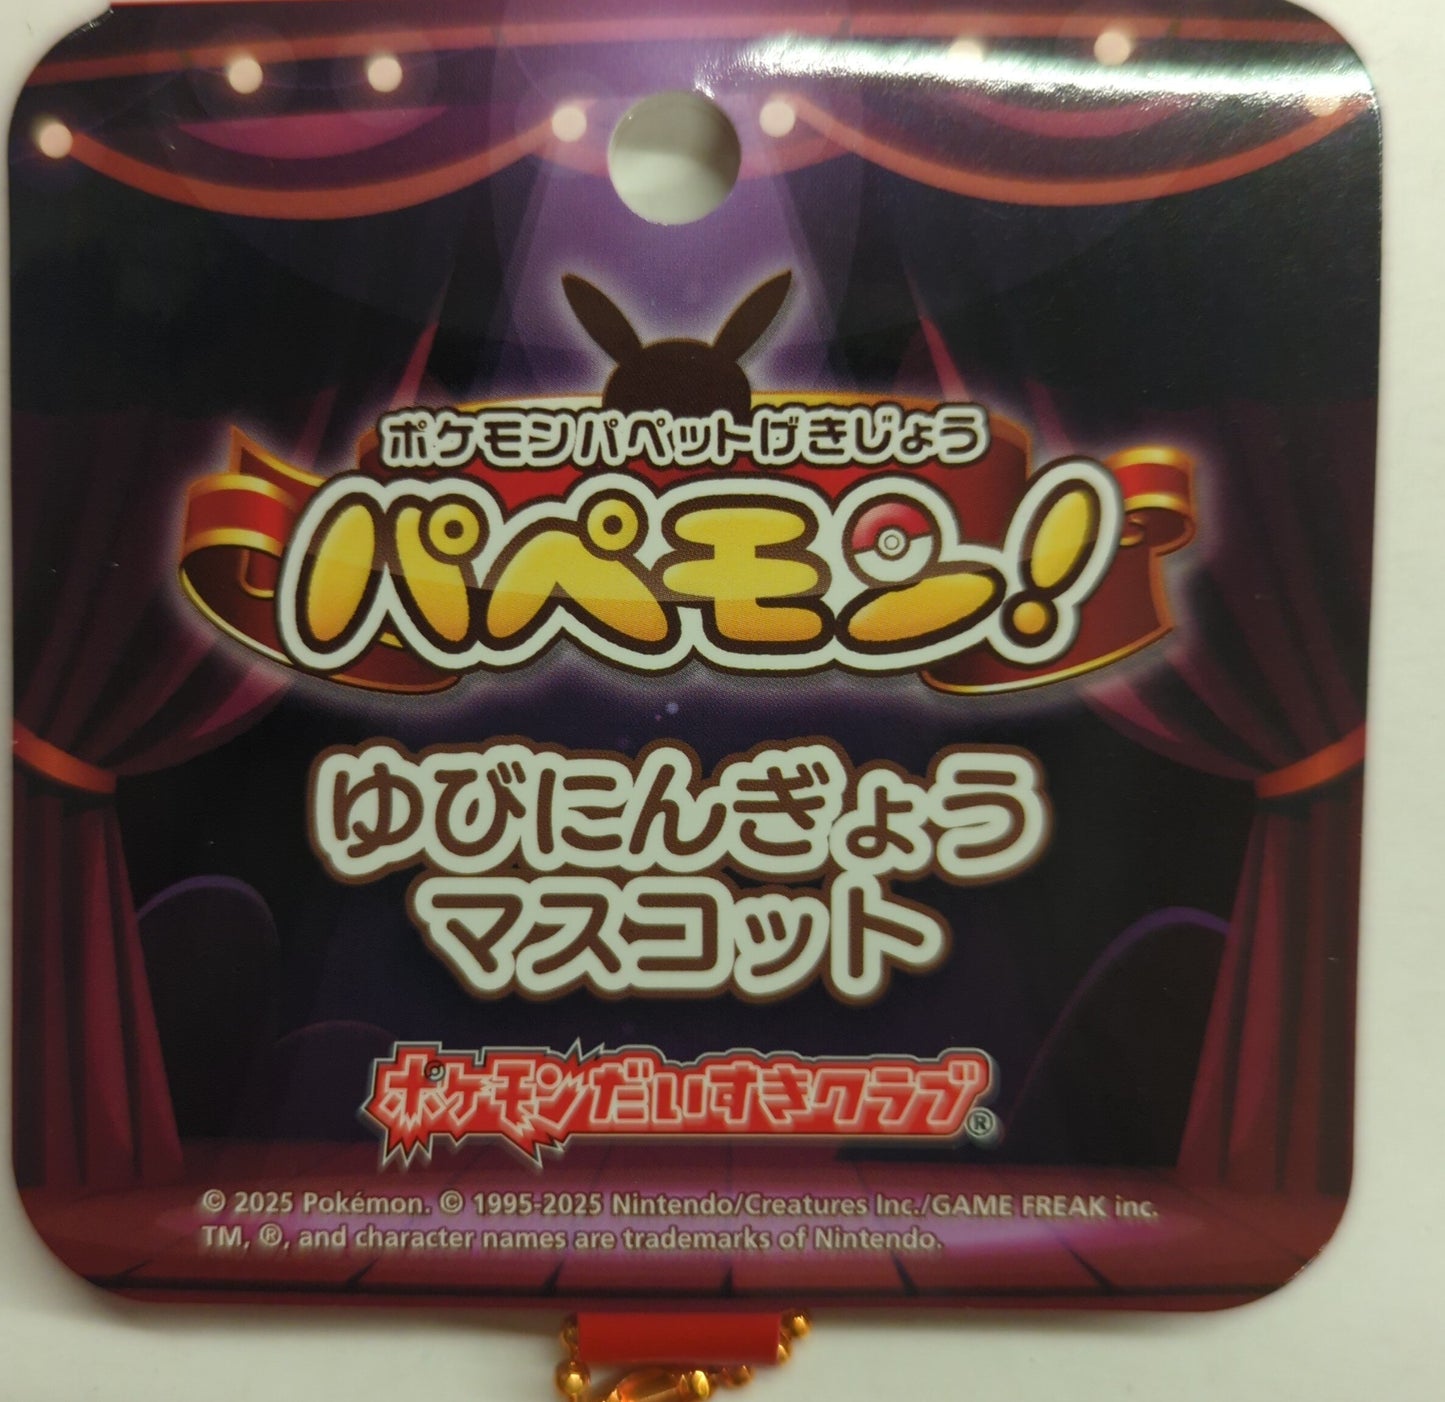 ポケモンパペットげきじょう
パペモン!
ゆびにんぎょう
マスコット
ポケモンだいすきクラブ®
© 2025 Pokémon. © 1995-2025 Nintendo/Creatures Inc./GAME FREAK inc.
TM, ®, and character names are trademarks of Nintendo.